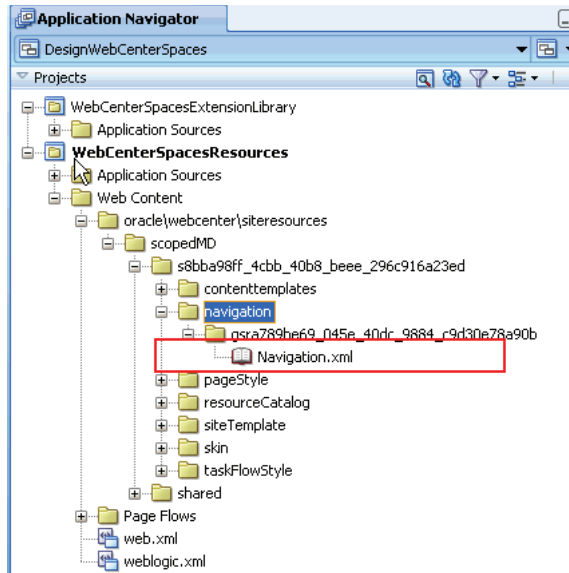 Application Navigator
DesignWebCenterSpaces
Projects
WebCenterSpacesExtensionLibrary
Application Sources
WebCenterSpacesResources
Application Sources
Web Content
oracle\webcenter\siteresources
scopedMD
s8bba98ff_4cbb_40b8_beee_296c916a23ed
contenttemplates
navigation
gsra789be69_045e_40dc_9884_c9d30e78a90b
Navigation.xml
pageStyle
resourceCatalog
siteTemplate
skin
taskFlowStyle
shared
Page Flows
web.xml
weblogic.xml